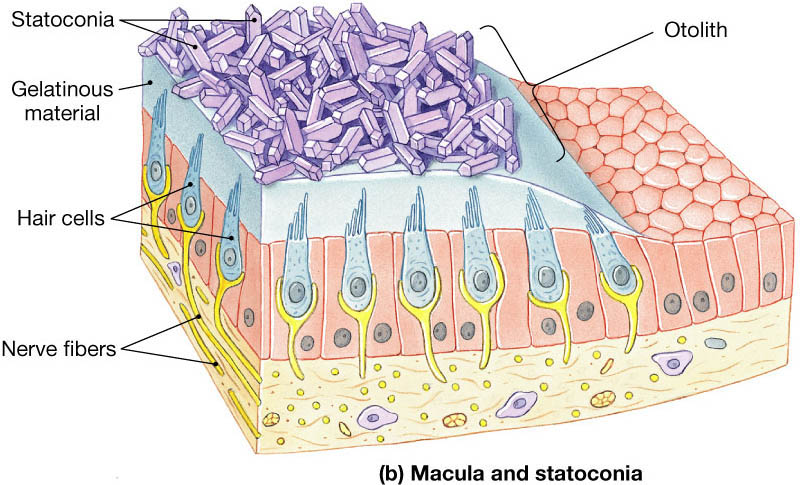 Statoconia
Otolith
Gelatinous
material
Hair cells
Nerve fibers
(b) Macula and statoconia